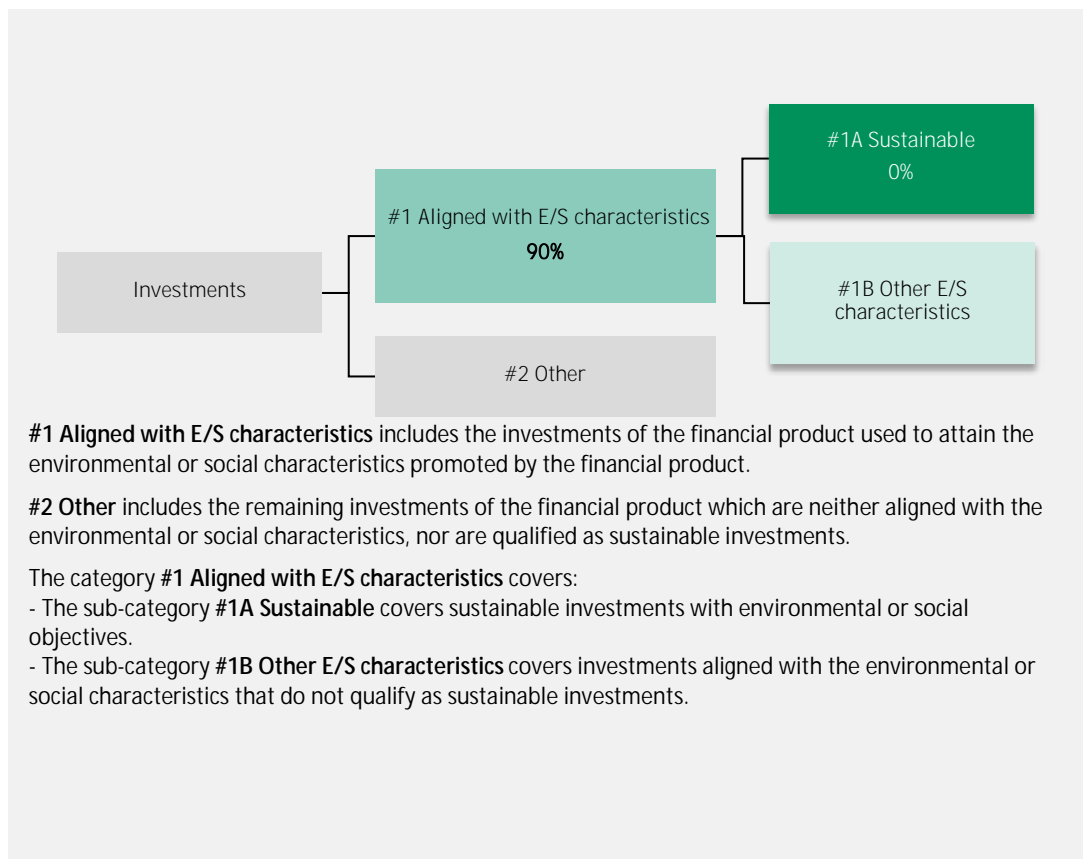 #1A Sustainable
0%
#1 Aligned with E/S characteristics
90%
Investments
#1B Other E/S
characteristics
#2 Other
#1 Aligned with E/S characteristics includes the investments of the financial product used to attain the
environmental or social characteristics promoted by the financial product.
#2 Other includes the remaining investments of the financial product which are neither aligned with the
environmental or social characteristics, nor are qualified as sustainable investments.
The category #1 Aligned with E/S characteristics covers:
- The sub-category #1A Sustainable covers sustainable investments with environmental or social
objectives.
- The sub-category #1B Other E/S characteristics covers investments aligned with the environmental or
social characteristics that do not qualify as sustainable investments.